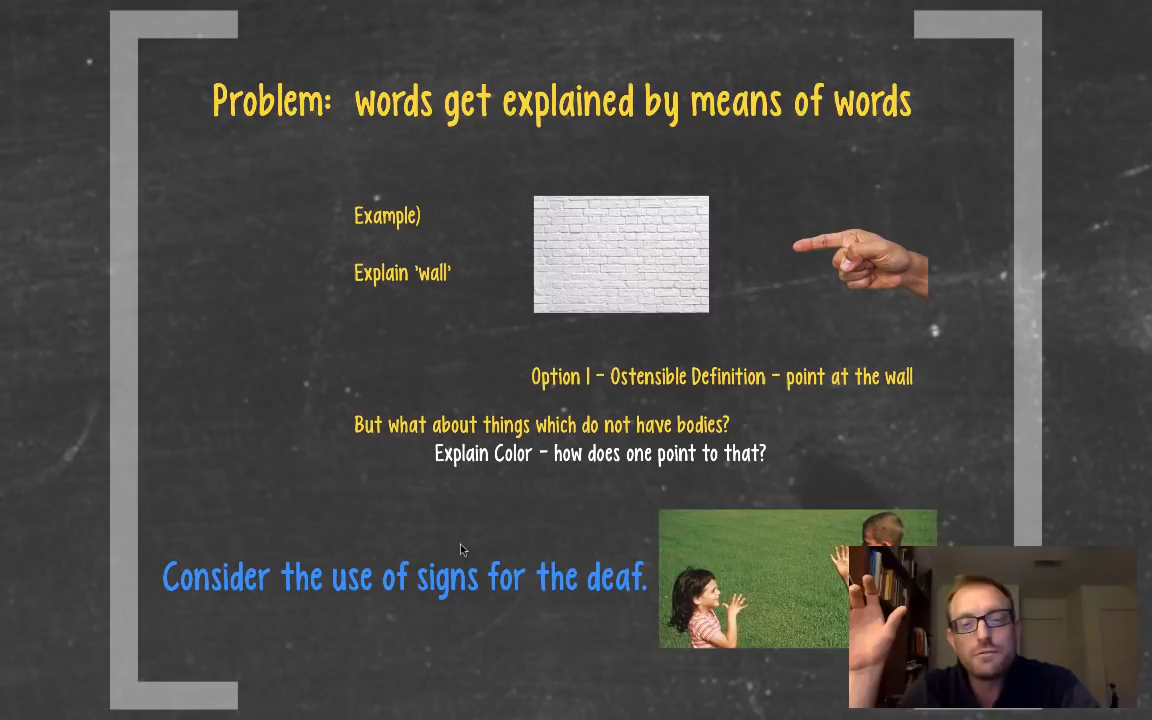 Problem: words get explained by means of words
Example)
Explain 'wall'
Option 1 - Ostensible Definition - point at the wall
But what about things which do not have bodies?
Explain Color - how does one point to that?
Consider the use of signs for the deaf.